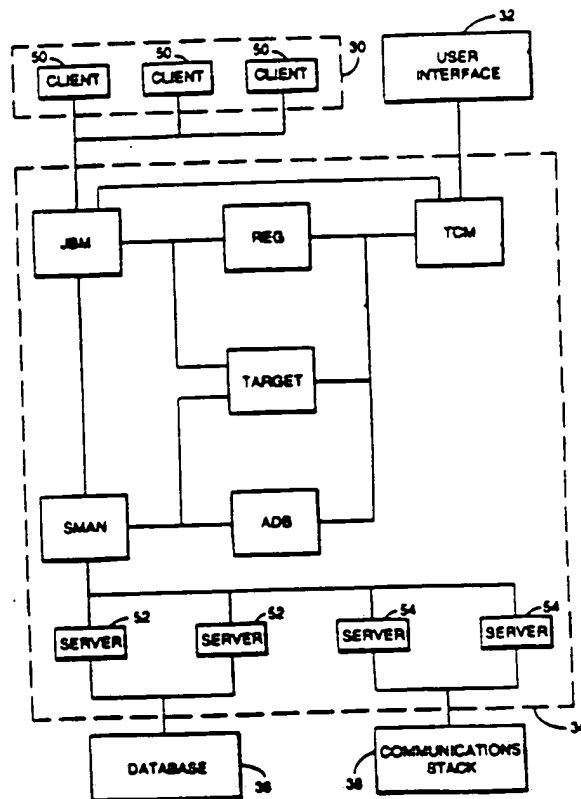 50 50 50 30 32
CLIENT CLIENT CLIENT
USER
INTERFACE
JBM REG TCM
TARGET
SMAN ADB
52 52 54 54
SERVER SERVER SERVER SERVER
34
DATABASE 36
38 COMMUNICATIONS
STACK